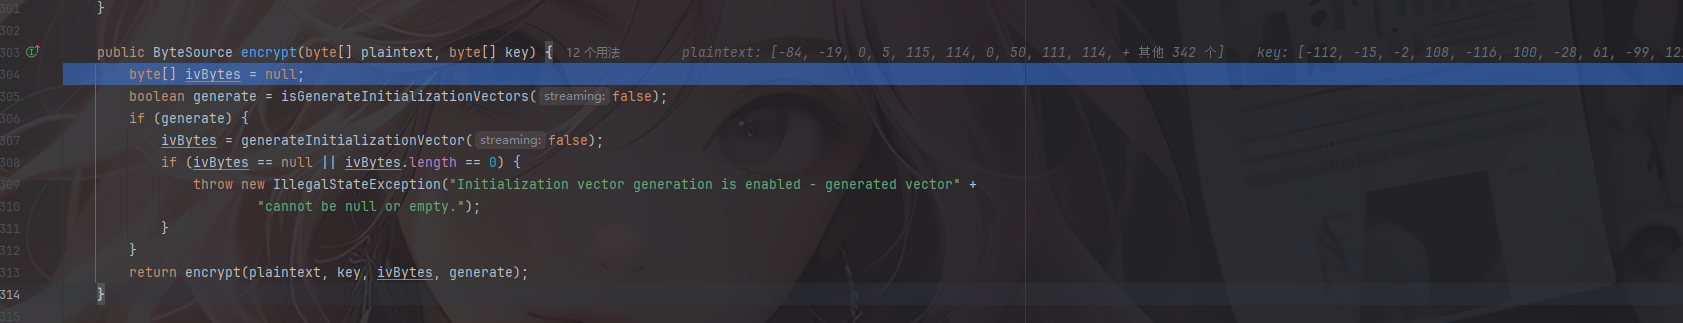 301 }
302
303 public ByteSource encrypt(byte[] plaintext, byte[] key) { 12 个用法 plaintext: [-84, -19, 0, 5, 115, 114, 0, 50, 111, 114, + 其他 342 个] key: [-112, -15, -2, 108, -116, 100, -28, 61, -99, 12
304 byte[] ivBytes = null;
305 boolean generate = isGenerateInitializationVectors( streaming: false);
306 if (generate) {
307 ivBytes = generateInitializationVector( streaming: false);
308 if (ivBytes == null || ivBytes.length == 0) {
309 throw new IllegalStateException("Initialization vector generation is enabled - generated vector" +
310 "cannot be null or empty.");
311 }
312 }
313 return encrypt(plaintext, key, ivBytes, generate);
314 }
315